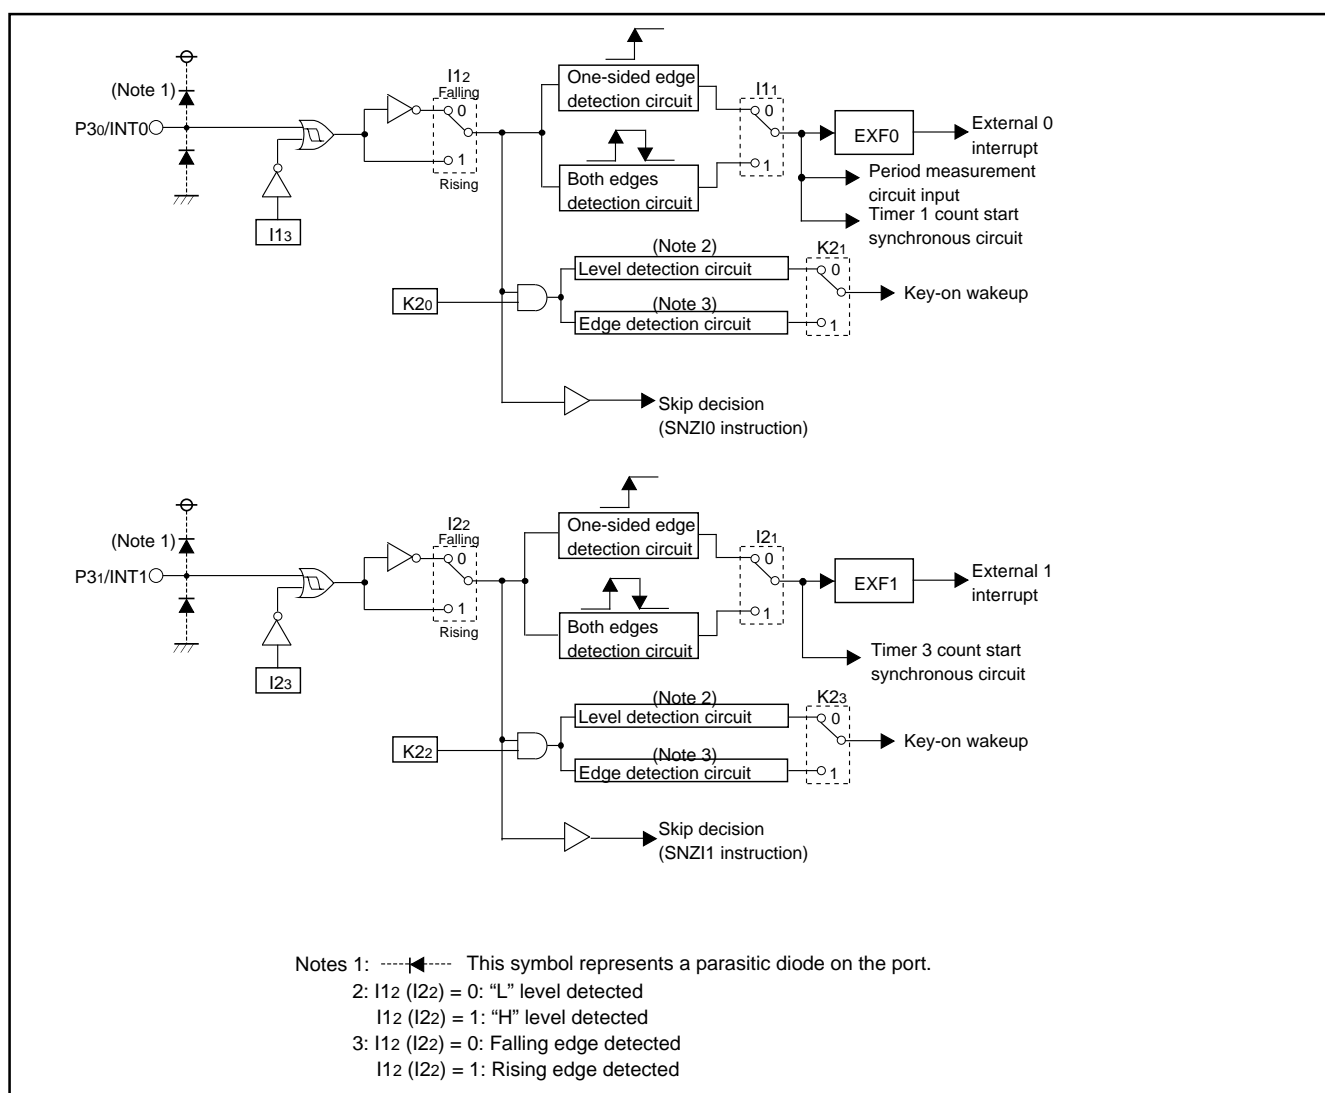 (Note 1)
P30/INT0
I13
I12
Falling
0
1
Rising
One-sided edge
detection circuit
Both edges
detection circuit
I11
0
1
EXF0
External 0
interrupt
Period measurement
circuit input
Timer 1 count start
synchronous circuit
K20
(Note 2)
Level detection circuit
(Note 3)
Edge detection circuit
K21
0
1
Key-on wakeup
Skip decision
(SNZI0 instruction)
(Note 1)
P31/INT1
I23
I22
Falling
0
1
Rising
One-sided edge
detection circuit
Both edges
detection circuit
I21
0
1
EXF1
External 1
interrupt
Timer 3 count start
synchronous circuit
K22
(Note 2)
Level detection circuit
(Note 3)
Edge detection circuit
K23
0
1
Key-on wakeup
Skip decision
(SNZI1 instruction)
Notes 1: This symbol represents a parasitic diode on the port.
2: I12 (I22) = 0: “L” level detected
I12 (I22) = 1: “H” level detected
3: I12 (I22) = 0: Falling edge detected
I12 (I22) = 1: Rising edge detected